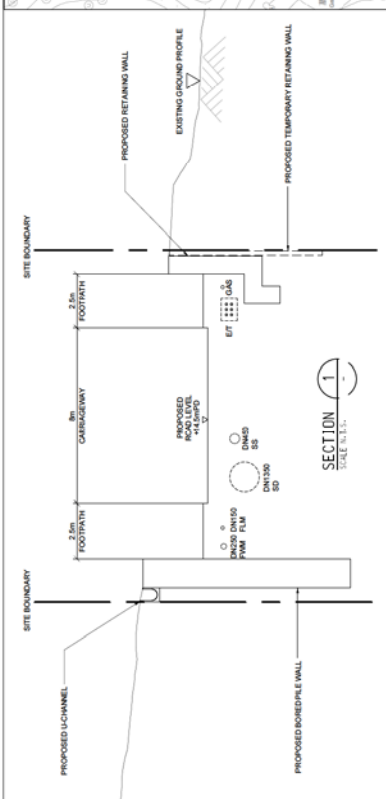 SITE BOUNDARY
SITE BOUNDARY
PROPOSED U-CHANNEL
2.5m
FOOTPATH
8m
CARRIAGEWAY
2.5m
FOOTPATH
PROPOSED RETAINING WALL
EXISTING GROUND PROFILE
PROPOSED
ROAD LEVEL
+14.5mPD
DN250
FWM
DN150
FLM
DN1350
SD
DN450
SS
E/T
GAS
PROPOSED BORED PILE WALL
PROPOSED TEMPORARY RETAINING WALL
SECTION 1
-
SCALE N.T.S.